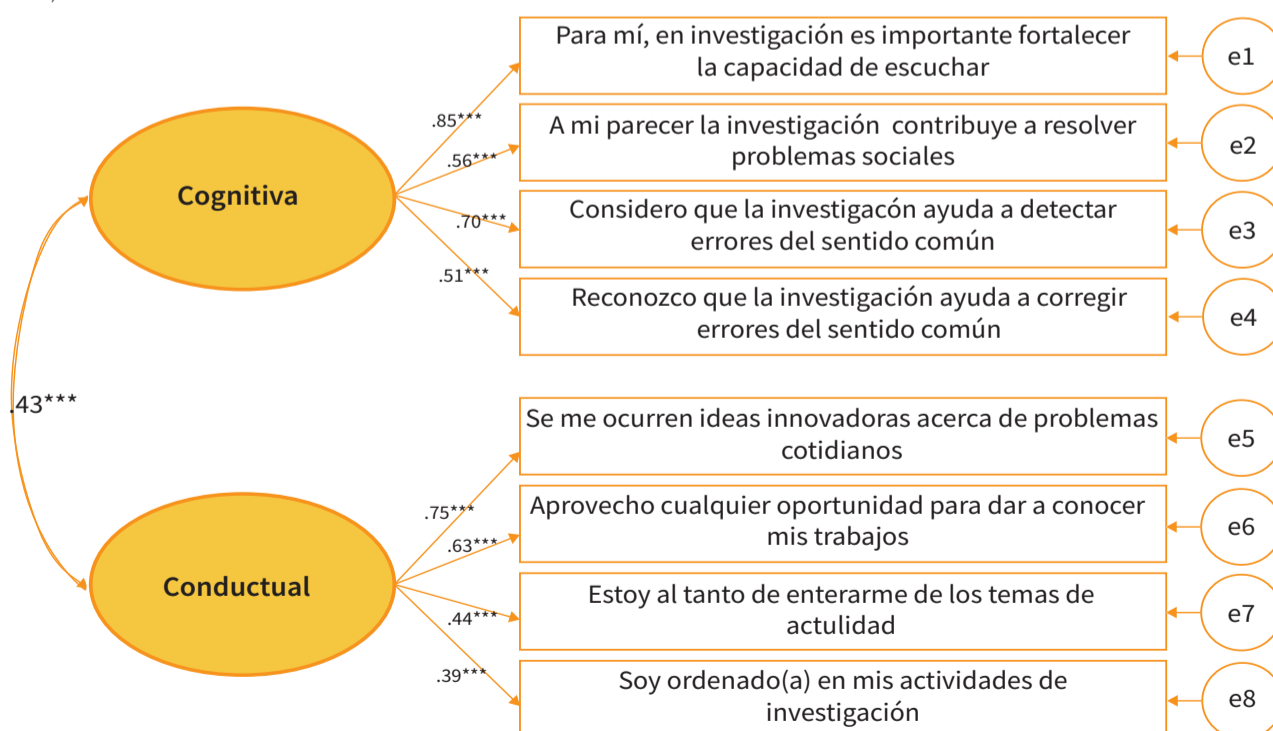 Para mí, en investigación es importante fortalecer
la capacidad de escuchar
e1
.85***
A mi parecer la investigación contribuye a resolver
problemas sociales
e2
.56***
Cognitiva
Considero que la investigacón ayuda a detectar
errores del sentido común
e3
.70***
.51***
Reconozco que la investigación ayuda a corregir
errores del sentido común
e4
.43***
Se me ocurren ideas innovadoras acerca de problemas
cotidianos
e5
.75***
Aprovecho cualquier oportunidad para dar a conocer
mis trabajos
e6
.63***
Conductual
Estoy al tanto de enterarme de los temas de
actulidad
e7
.44***
.39***
Soy ordenado(a) en mis actividades de
investigación
e8